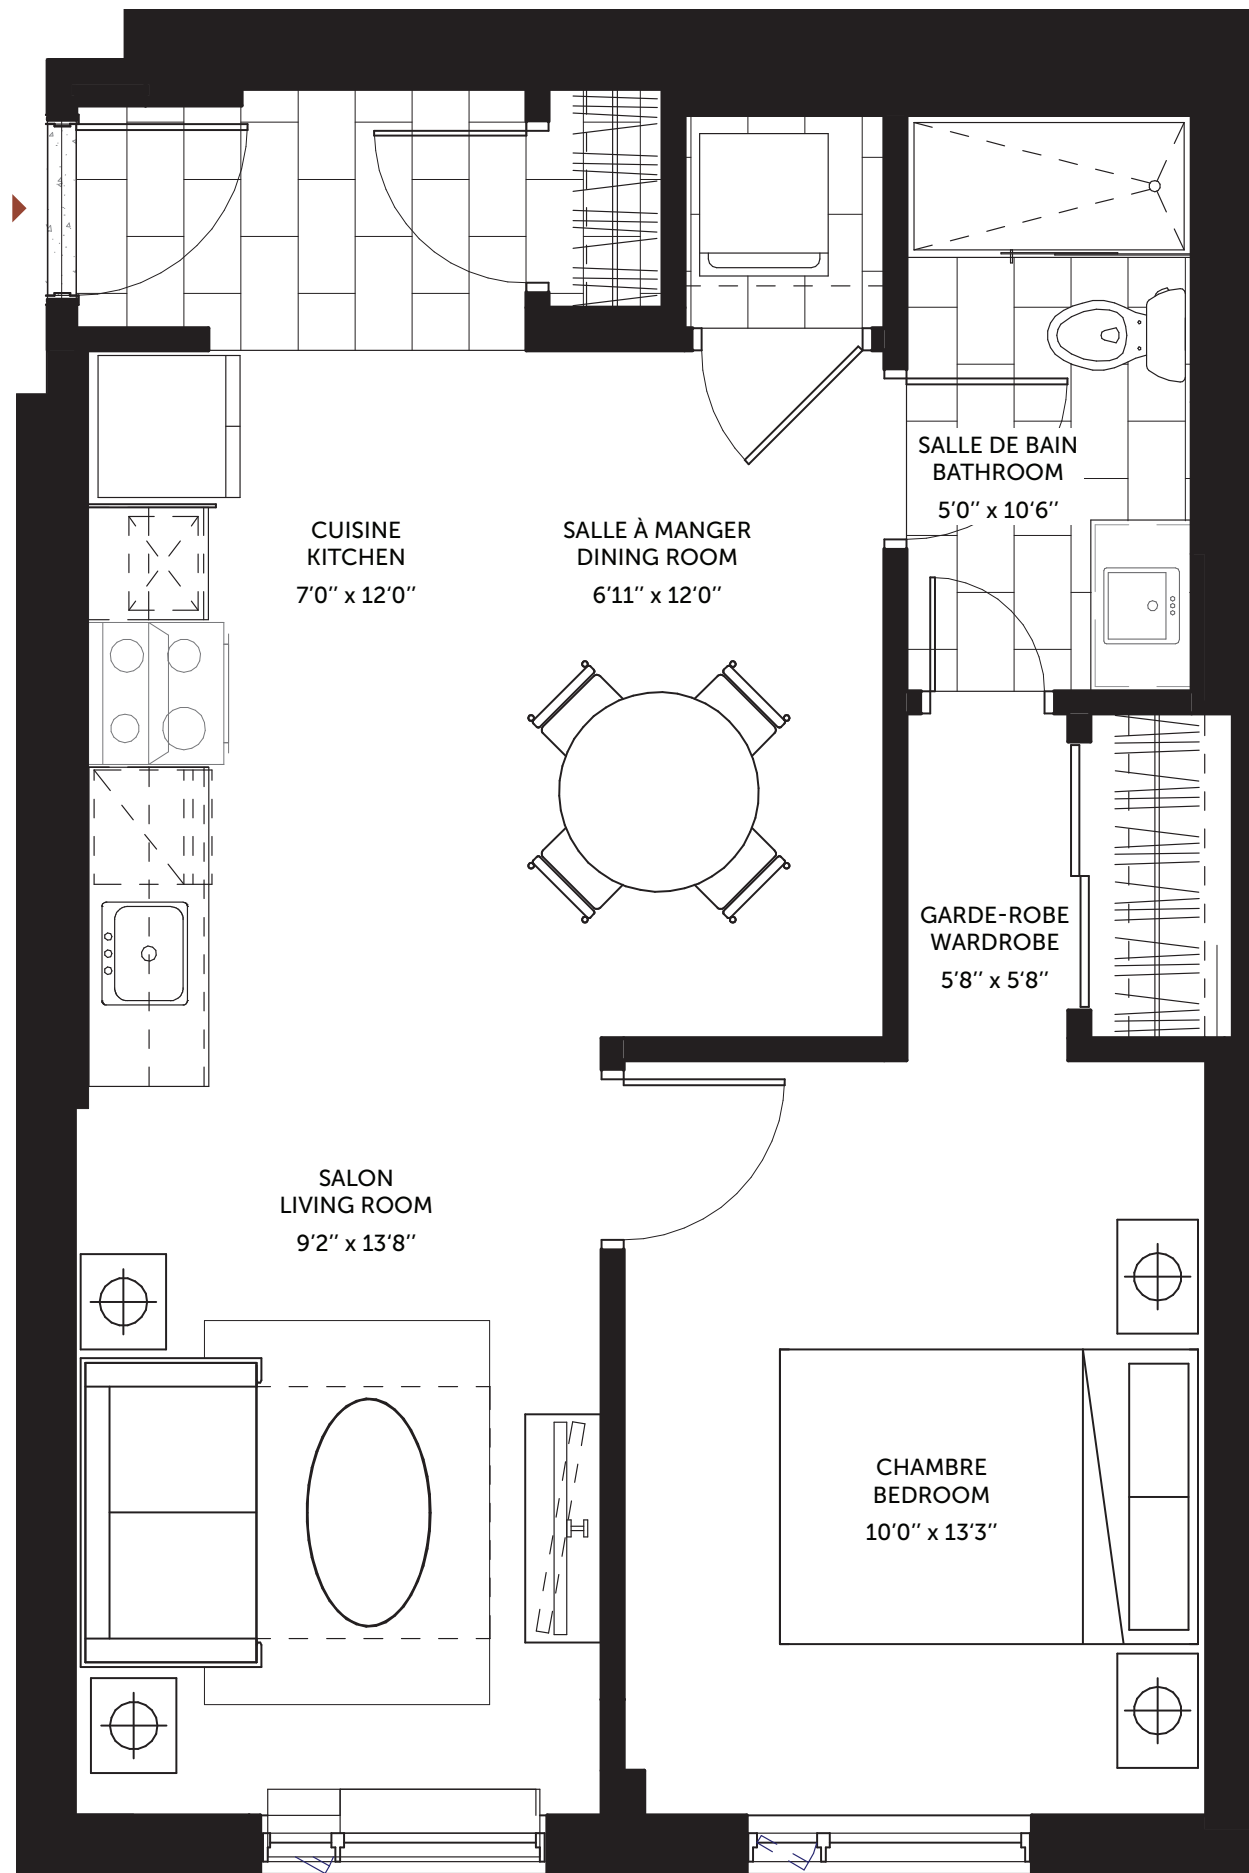 SALLE DE BAIN
BATHROOM
5'0'' x 10'6''
CUISINE
KITCHEN
7'0'' x 12'0''
SALLE À MANGER
DINING ROOM
6'11'' x 12'0''
GARDE-ROBE
WARDROBE
5'8'' x 5'8''
SALON
LIVING ROOM
9'2'' x 13'8''
CHAMBRE
BEDROOM
10'0'' x 13'3''